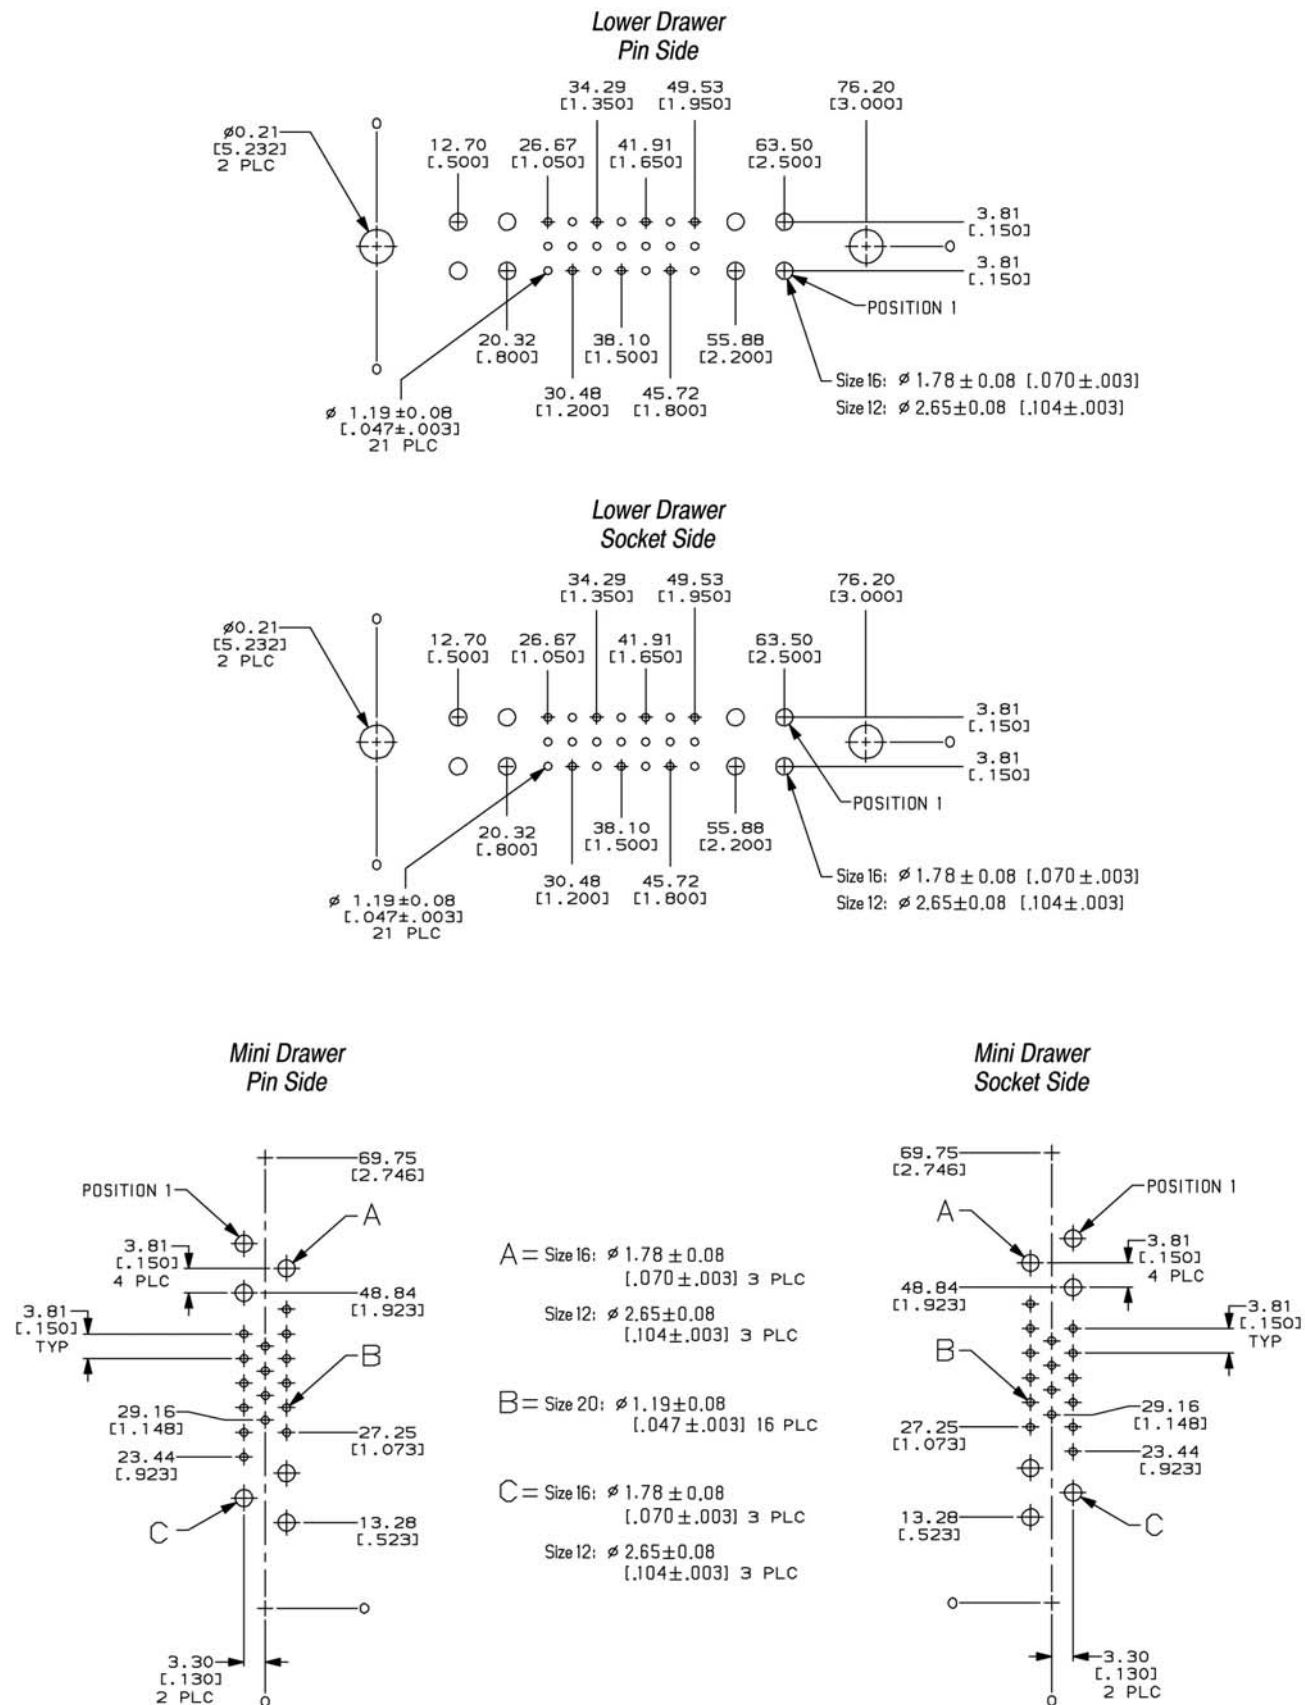 Lower Drawer
Pin Side
34.29
[1.350]
49.53
[1.950]
76.20
[3.000]
0
ø0.21
[5.232]
2 PLC
12.70
[.500]
26.67
[1.050]
41.91
[1.650]
63.50
[2.500]
3.81
[.150]
0
3.81
[.150]
POSITION 1
20.32
[.800]
38.10
[1.500]
55.88
[2.200]
0
30.48
[1.200]
45.72
[1.800]
Size 16: ø 1.78 ± 0.08 [.070 ±.003]
Size 12: ø 2.65±0.08 [.104±.003]
ø 1.19±0.08
[.047±.003]
21 PLC
Lower Drawer
Socket Side
34.29
[1.350]
49.53
[1.950]
76.20
[3.000]
0
ø0.21
[5.232]
2 PLC
12.70
[.500]
26.67
[1.050]
41.91
[1.650]
63.50
[2.500]
3.81
[.150]
0
3.81
[.150]
POSITION 1
20.32
[.800]
38.10
[1.500]
55.88
[2.200]
0
30.48
[1.200]
45.72
[1.800]
Size 16: ø 1.78 ± 0.08 [.070 ±.003]
Size 12: ø 2.65±0.08 [.104±.003]
ø 1.19±0.08
[.047±.003]
21 PLC
Mini Drawer
Pin Side
69.75
[2.746]
POSITION 1
A
3.81
[.150]
4 PLC
48.84
[1.923]
3.81
[.150]
TYP
B
29.16
[1.148]
27.25
[1.073]
23.44
[.923]
C
13.28
[.523]
0
3.30
[.130]
2 PLC
0
A = Size 16: ø 1.78 ± 0.08
[.070 ±.003] 3 PLC
Size 12: ø 2.65±0.08
[.104±.003] 3 PLC
B = Size 20: ø 1.19±0.08
[.047 ±.003] 16 PLC
C = Size 16: ø 1.78 ± 0.08
[.070 ±.003] 3 PLC
Size 12: ø 2.65±0.08
[.104±.003] 3 PLC
Mini Drawer
Socket Side
69.75
[2.746]
POSITION 1
A
3.81
[.150]
4 PLC
48.84
[1.923]
3.81
[.150]
TYP
B
29.16
[1.148]
27.25
[1.073]
23.44
[.923]
13.28
[.523]
C
0
3.30
[.130]
2 PLC
0